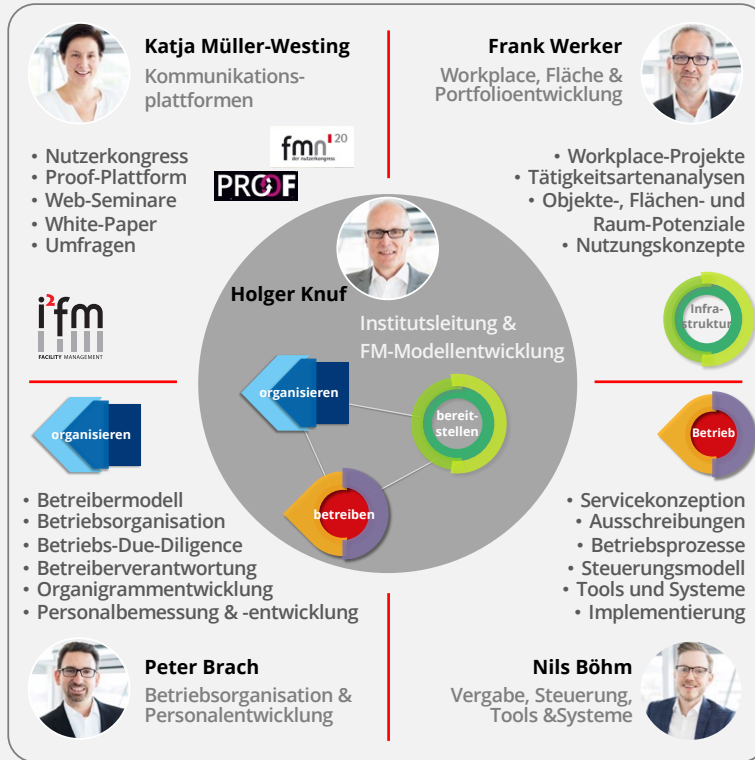 Katja Müller-Westing
Kommunikations-
plattformen
fmn'20
der nutzerkongress
PROOF
• Nutzerkongress
• Proof-Plattform
• Web-Seminare
• White-Paper
• Umfragen
i²fm
FACILITY MANAGEMENT
Frank Werker
Workplace, Fläche &
Portfolioentwicklung
• Workplace-Projekte
• Tätigkeitsartenanalysen
• Objekte-, Flächen- und
Raum-Potenziale
• Nutzungskonzepte
Infra-
struktur
Holger Knuf
Institutsleitung &
FM-Modellentwicklung
organisieren
bereit-
stellen
betreiben
organisieren
• Betreibermodell
• Betriebsorganisation
• Betriebs-Due-Diligence
• Betreiberverantwortung
• Organigrammentwicklung
• Personalbemessung & -entwicklung
Peter Brach
Betriebsorganisation &
Personalentwicklung
Betrieb
• Servicekonzeption
• Ausschreibungen
• Betriebsprozesse
• Steuerungsmodell
• Tools und Systeme
• Implementierung
Nils Böhm
Vergabe, Steuerung,
Tools &Systeme